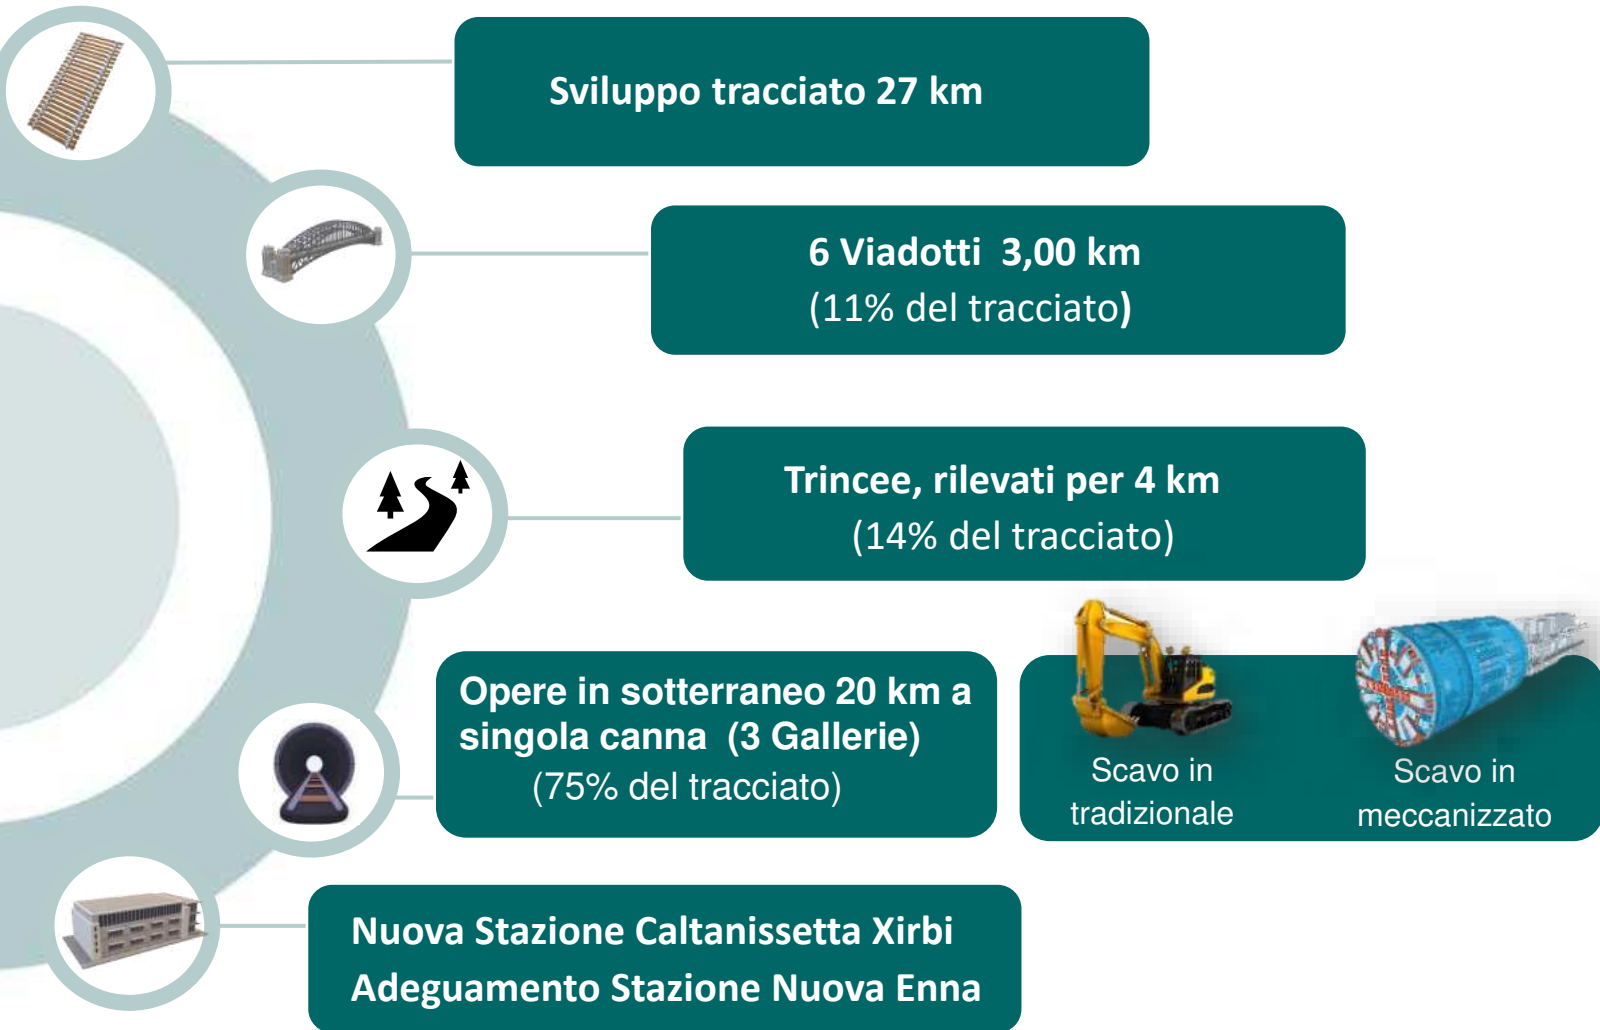 Sviluppo tracciato 27 km
6 Viadotti 3,00 km
(11% del tracciato)
Trincee, rilevati per 4 km
(14% del tracciato)
Opere in sotterraneo 20 km a
singola canna (3 Gallerie)
(75% del tracciato)
Scavo in
tradizionale
Scavo in
meccanizzato
Nuova Stazione Caltanissetta Xirbi
Adeguamento Stazione Nuova Enna